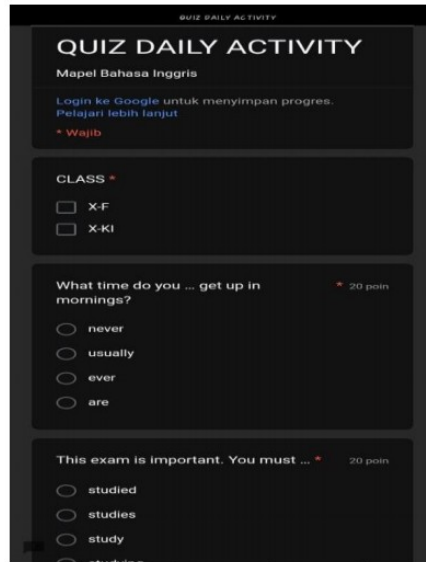 QUIZ DAILY ACTIVITY
QUIZ DAILY ACTIVITY
Mapel Bahasa Inggris
Login ke Google untuk menyimpan progres.
Pelajari lebih lanjut
* Wajib
CLASS *
X-F
X-KI
What time do you ... get up in * 20 poin
mornings?
never
usually
ever
are
This exam is important. You must ... * 20 poin
studied
studies
study
studying